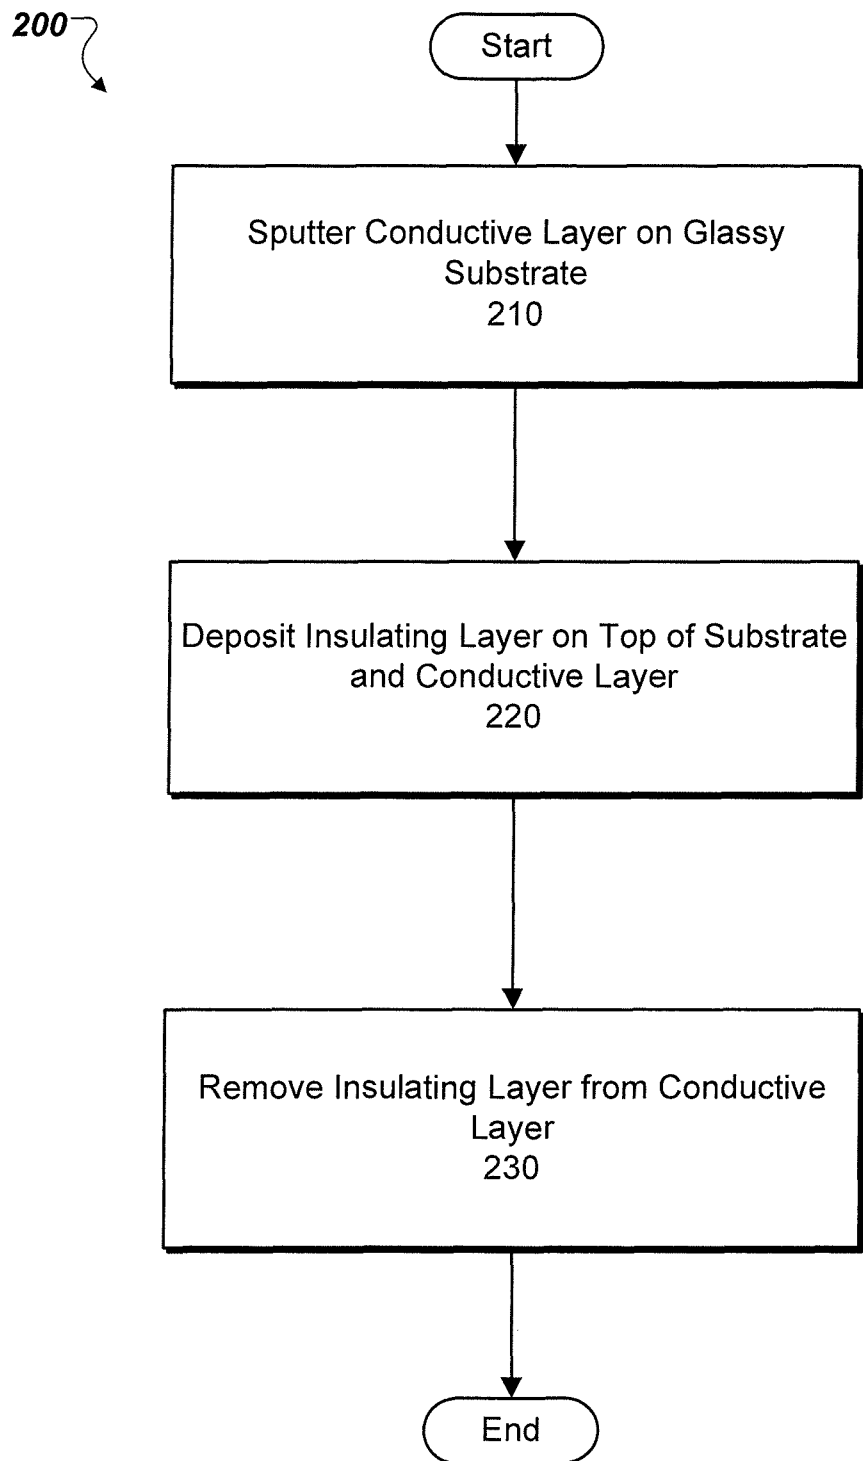 200
Start
Sputter Conductive Layer on Glassy
Substrate
210
Deposit Insulating Layer on Top of Substrate
and Conductive Layer
220
Remove Insulating Layer from Conductive
Layer
230
End